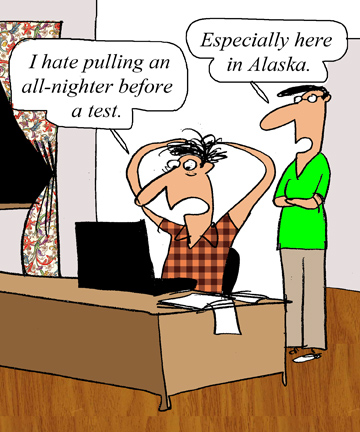 I hate pulling an
all-nighter before
a test.
Especially here
in Alaska.